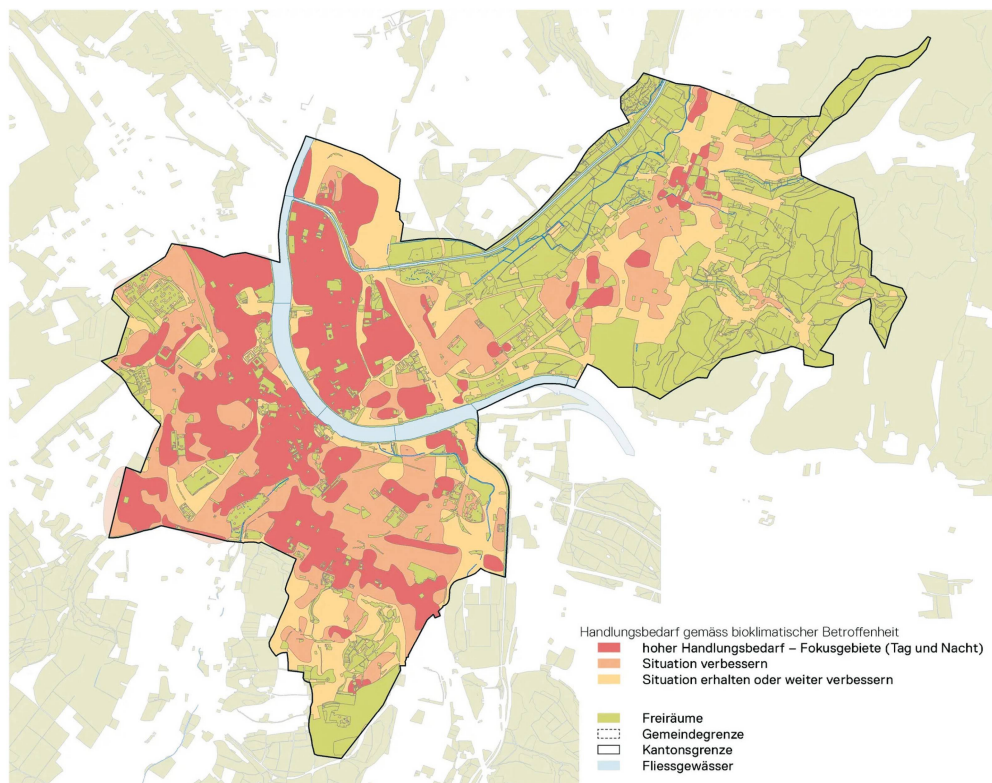 Handlungsbedarf gemäss bioklimatischer Betroffenheit
hoher Handlungsbedarf – Fokusgebiete (Tag und Nacht)
Situation verbessern
Situation erhalten oder weiter verbessern
Freiräume
Gemeindegrenze
Kantonsgrenze
Fliessgewässer